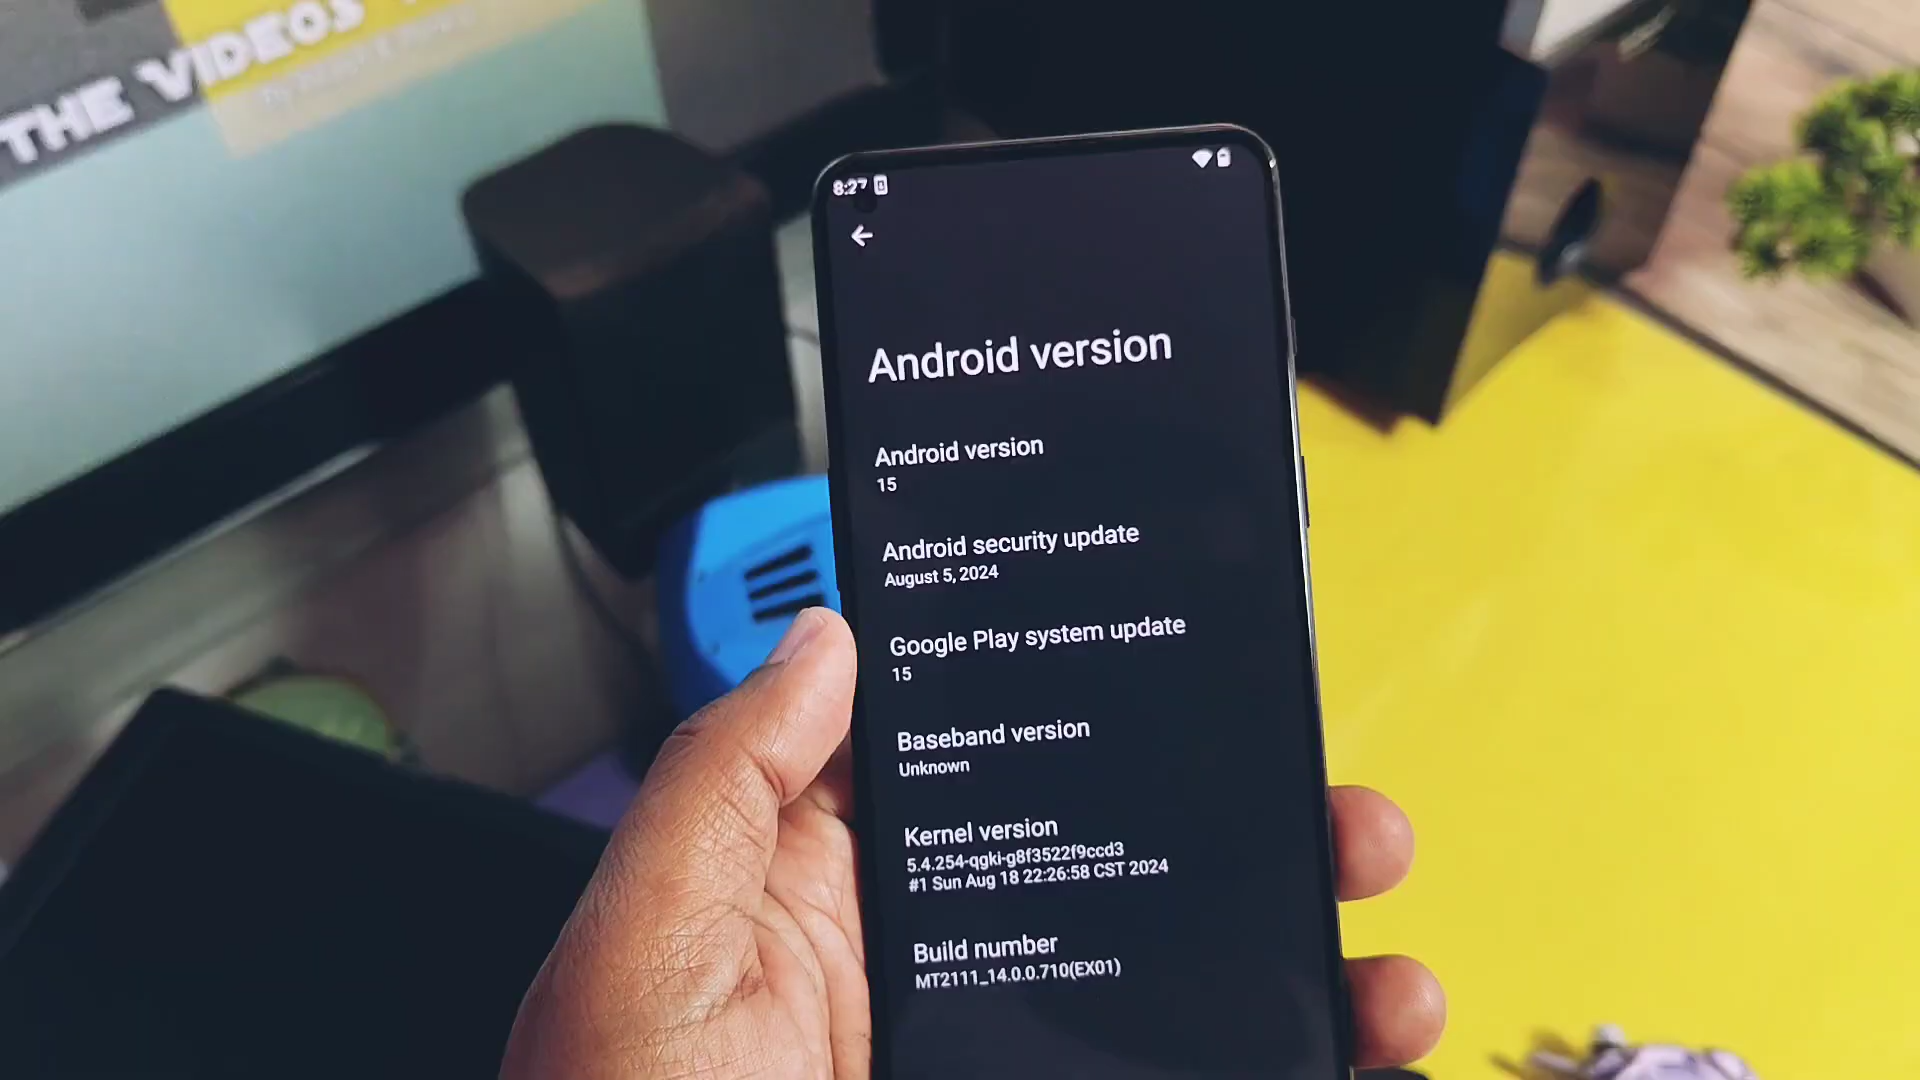 THE VIDEOS
8:27
Android version
Android version
15
Android security update
August 5, 2024
Google Play system update
15
Baseband version
Unknown
Kernel version
5.4.254-qgki-g8f3522f9ccd3
#1 Sun Aug 18 22:26:58 CST 2024
Build number
MT2111_14.0.0.710(EX01)